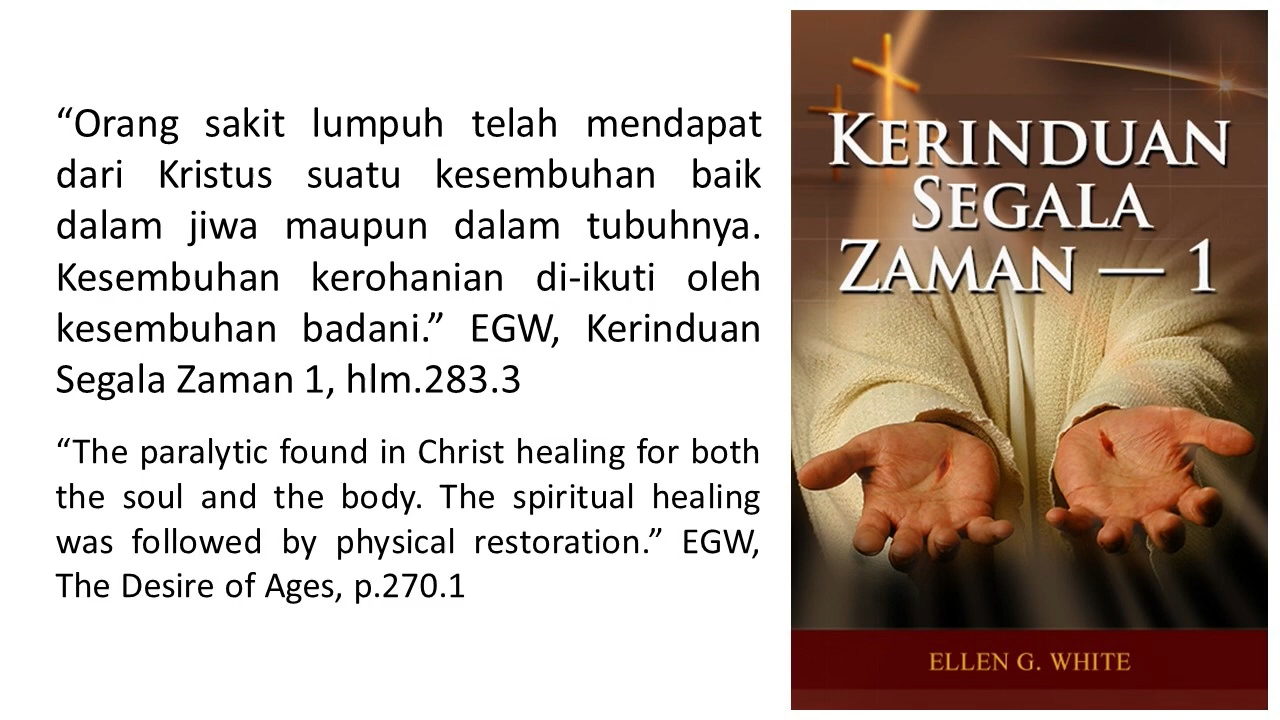 “Orang sakit lumpuh telah mendapat
dari Kristus suatu kesembuhan baik
dalam jiwa maupun dalam tubuhnya.
Kesembuhan kerohanian di-ikuti oleh
kesembuhan badani.” EGW, Kerinduan
Segala Zaman 1, hlm.283.3
“The paralytic found in Christ healing for both
the soul and the body. The spiritual healing
was followed by physical restoration.” EGW,
The Desire of Ages, p.270.1
KERINDUAN
SEGALA
ZAMAN — 1
ELLEN G. WHITE